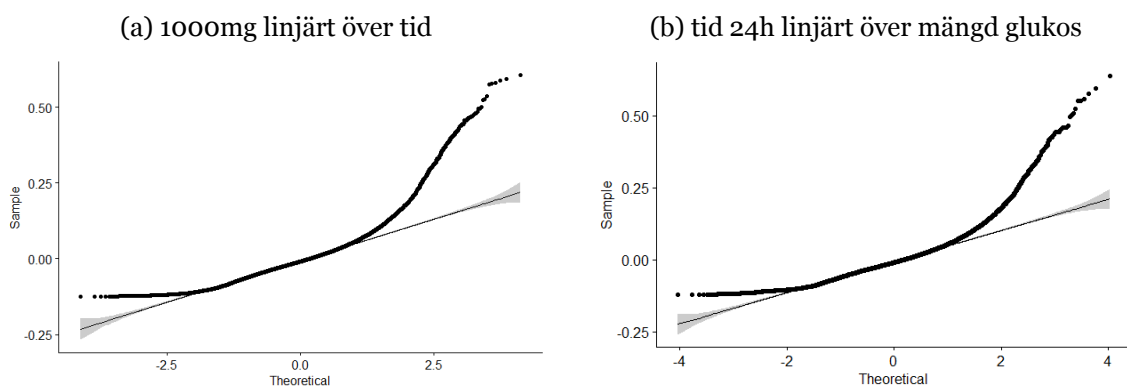 (a) 1000mg linjärt över tid
(b) tid 24h linjärt över mängd glukos
0.50
0.25
0.00
-0.25
Sample
-2.5
0.0
2.5
Theoretical
0.50
0.25
0.00
-0.25
Sample
-4
-2
0
2
4
Theoretical